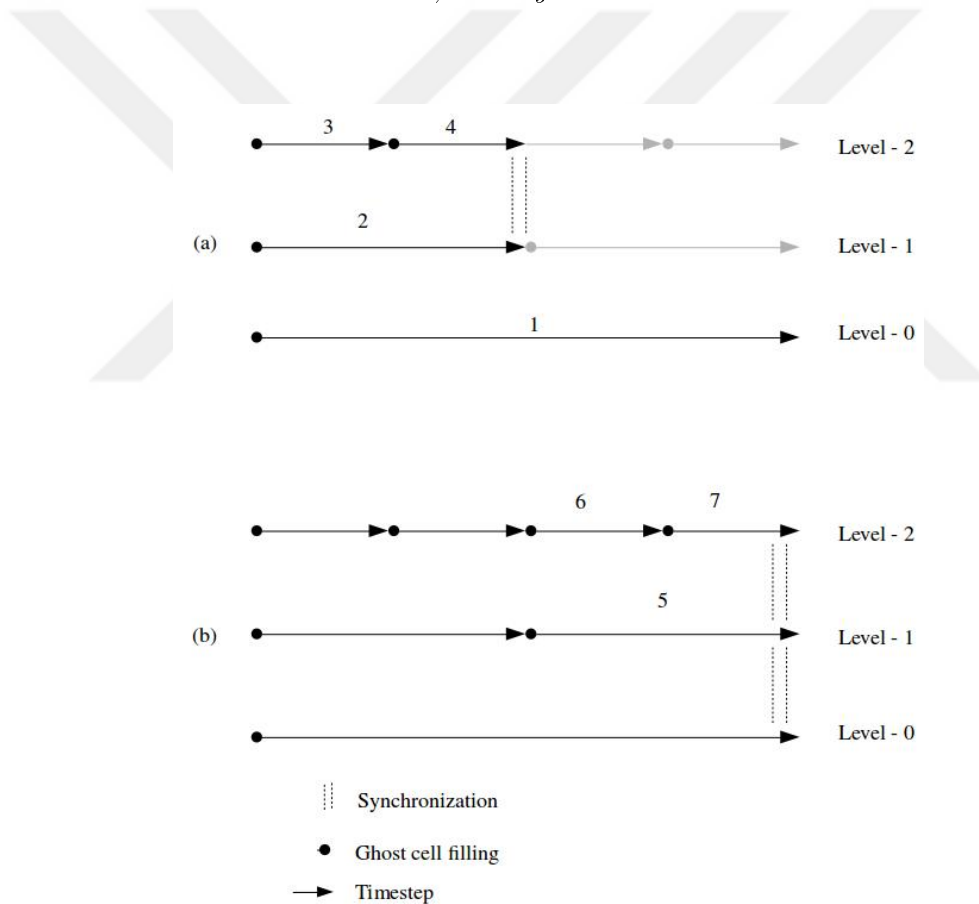 3 4
Level - 2
2
(a)
Level - 1
1
Level - 0
6 7
Level - 2
5
(b)
Level - 1
Level - 0
Synchronization
Ghost cell filling
Timestep